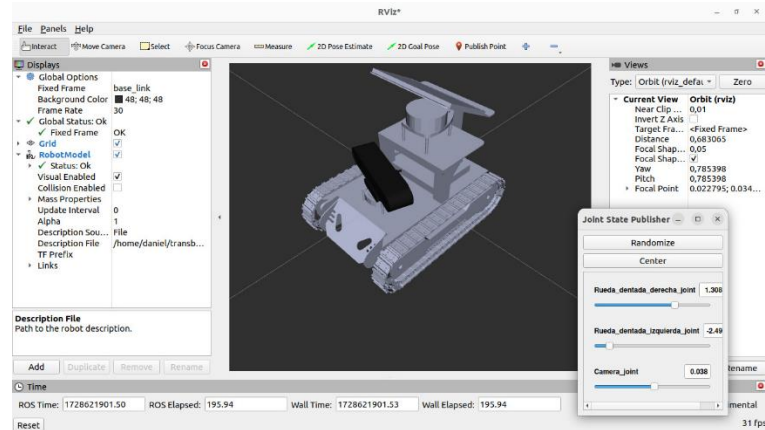 RViz*
File Panels Help
Interact Move Camera Select Focus Camera Measure 2D Pose Estimate 2D Goal Pose Publish Point
Displays
Global Options
Fixed Frame base_link
Background Color 48; 48; 48
Frame Rate 30
Global Status: Ok
Fixed Frame OK
Grid
RobotModel
Status: Ok
Visual Enabled
Collision Enabled
Mass Properties
Update Interval 0
Alpha 1
Description Sou... File
Description File /home/daniel/transb...
TF Prefix
Links
Description File
Path to the robot description.
Add Duplicate Remove Rename
Views
Type: Orbit (rviz_defau Zero
Current View Orbit (rviz)
Near Clip ... 0,01
Invert Z Axis
Target Fra... <Fixed Frame>
Distance 0,683065
Focal Shap... 0,05
Focal Shap...
Yaw 0,785398
Pitch 0,785398
Focal Point 0.022795; 0.034...
Joint State Publisher
Randomize
Center
Rueda_dentada_derecha_joint 1.308
Rueda_dentada_izquierda_joint -2.49
Camera_joint 0.038
ename
Time
ROS Time: 1728621901.50 ROS Elapsed: 195.94 Wall Time: 1728621901.53 Wall Elapsed: 195.94 imental
Reset 31 fps